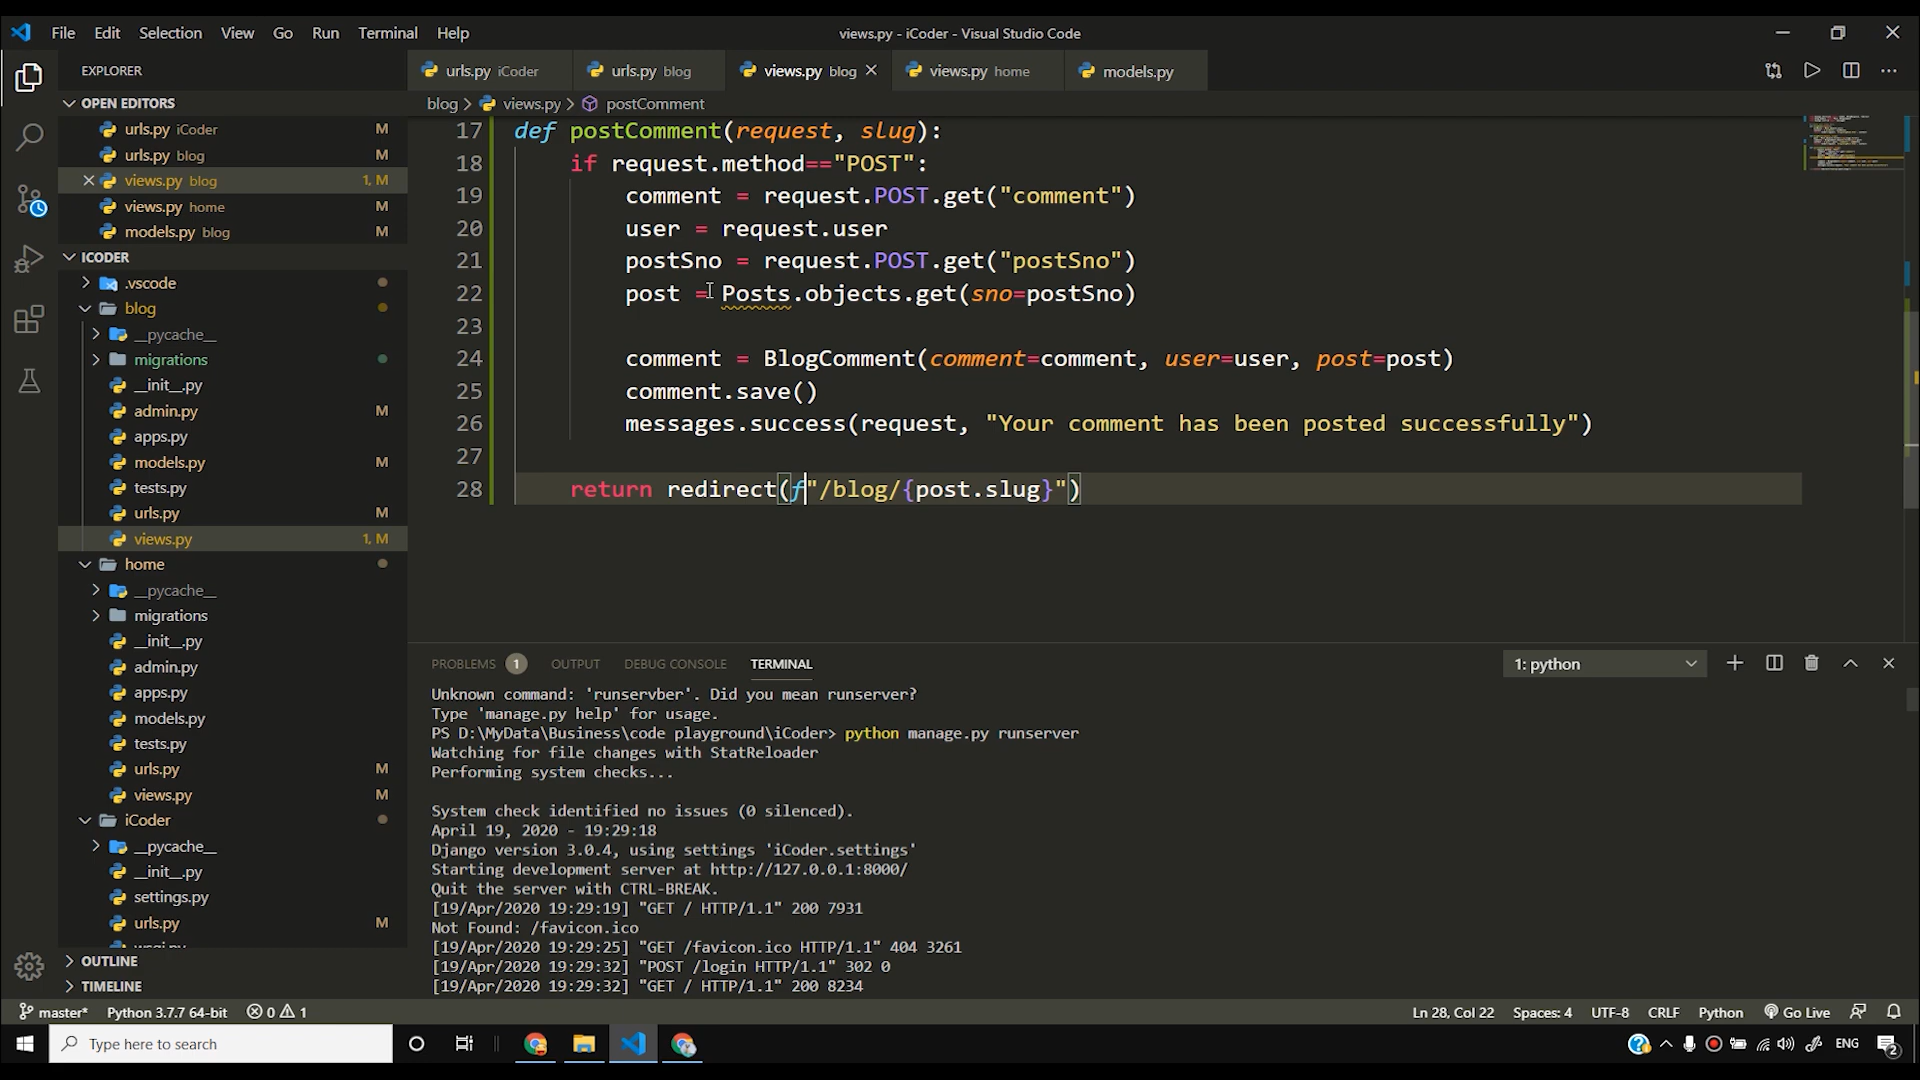 File Edit Selection View Go Run Terminal Help
views.py - iCoder - Visual Studio Code
EXPLORER
urls.py iCoder
urls.py blog
views.py blog
views.py home
models.py
OPEN EDITORS
urls.py iCoder M
urls.py blog M
views.py blog 1, M
views.py home M
models.py blog M
ICODER
.vscode
blog
__pycache__
migrations
__init__.py
admin.py M
apps.py
models.py M
tests.py
urls.py M
views.py 1, M
home
__pycache__
migrations
__init__.py
admin.py
apps.py
models.py
tests.py
urls.py M
views.py M
iCoder
__pycache__
__init__.py
settings.py
urls.py M
wsgi.py
OUTLINE
TIMELINE
blog > views.py > postComment
17 def postComment(request, slug):
18 if request.method=="POST":
19 comment = request.POST.get("comment")
20 user = request.user
21 postSno = request.POST.get("postSno")
22 post = Posts.objects.get(sno=postSno)
23
24 comment = BlogComment(comment=comment, user=user, post=post)
25 comment.save()
26 messages.success(request, "Your comment has been posted successfully")
27
28 return redirect(f"/blog/{post.slug}")
PROBLEMS 1 OUTPUT DEBUG CONSOLE TERMINAL
1: python
Unknown command: 'runservber'. Did you mean runserver?
Type 'manage.py help' for usage.
PS D:\MyData\Business\code playground\iCoder> python manage.py runserver
Watching for file changes with StatReloader
Performing system checks...
System check identified no issues (0 silenced).
April 19, 2020 - 19:29:18
Django version 3.0.4, using settings 'iCoder.settings'
Starting development server at http://127.0.0.1:8000/
Quit the server with CTRL-BREAK.
[19/Apr/2020 19:29:19] "GET / HTTP/1.1" 200 7931
Not Found: /favicon.ico
[19/Apr/2020 19:29:25] "GET /favicon.ico HTTP/1.1" 404 3261
[19/Apr/2020 19:29:32] "POST /login HTTP/1.1" 302 0
[19/Apr/2020 19:29:32] "GET / HTTP/1.1" 200 8234
master* Python 3.7.7 64-bit 0 1
Ln 28, Col 22 Spaces: 4 UTF-8 CRLF Python Go Live
Type here to search
ENG
2